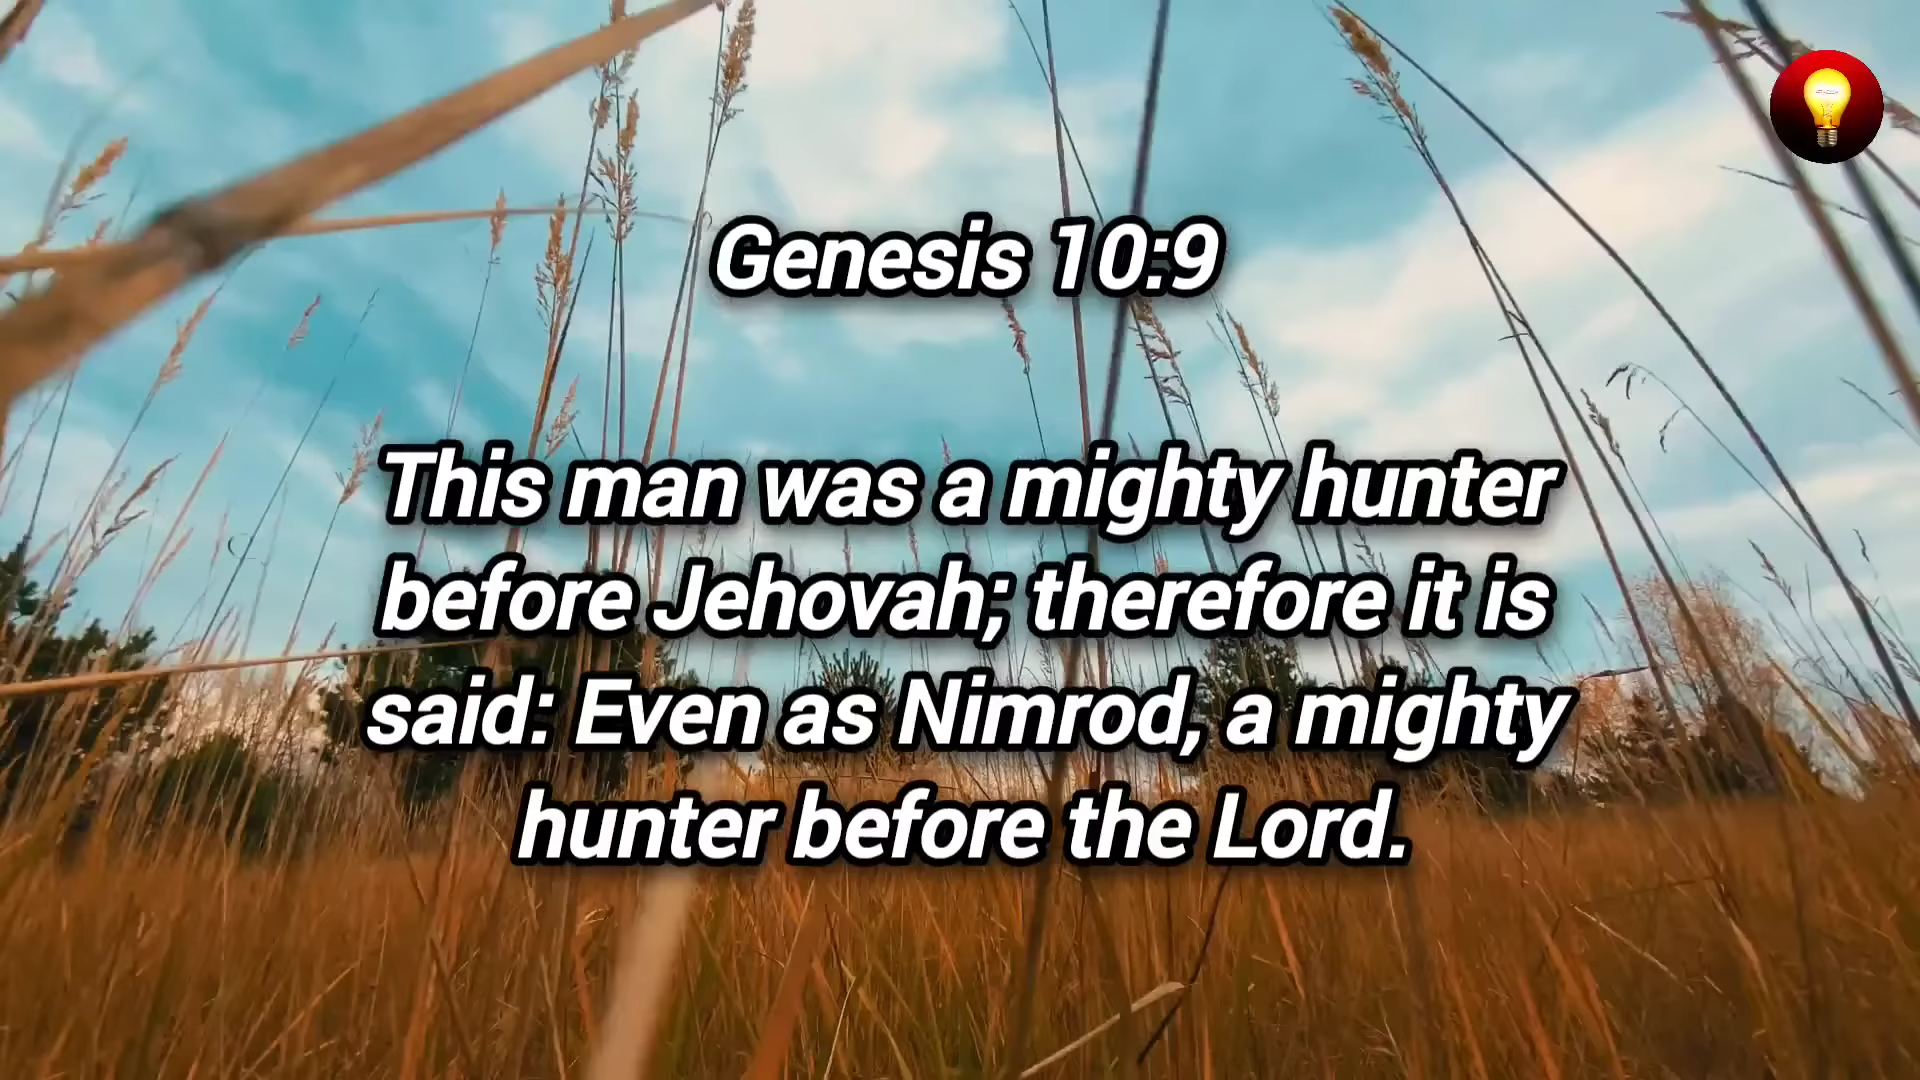 Genesis 10:9
This man was a mighty hunter
before Jehovah; therefore it is
said: Even as Nimrod, a mighty
hunter before the Lord.